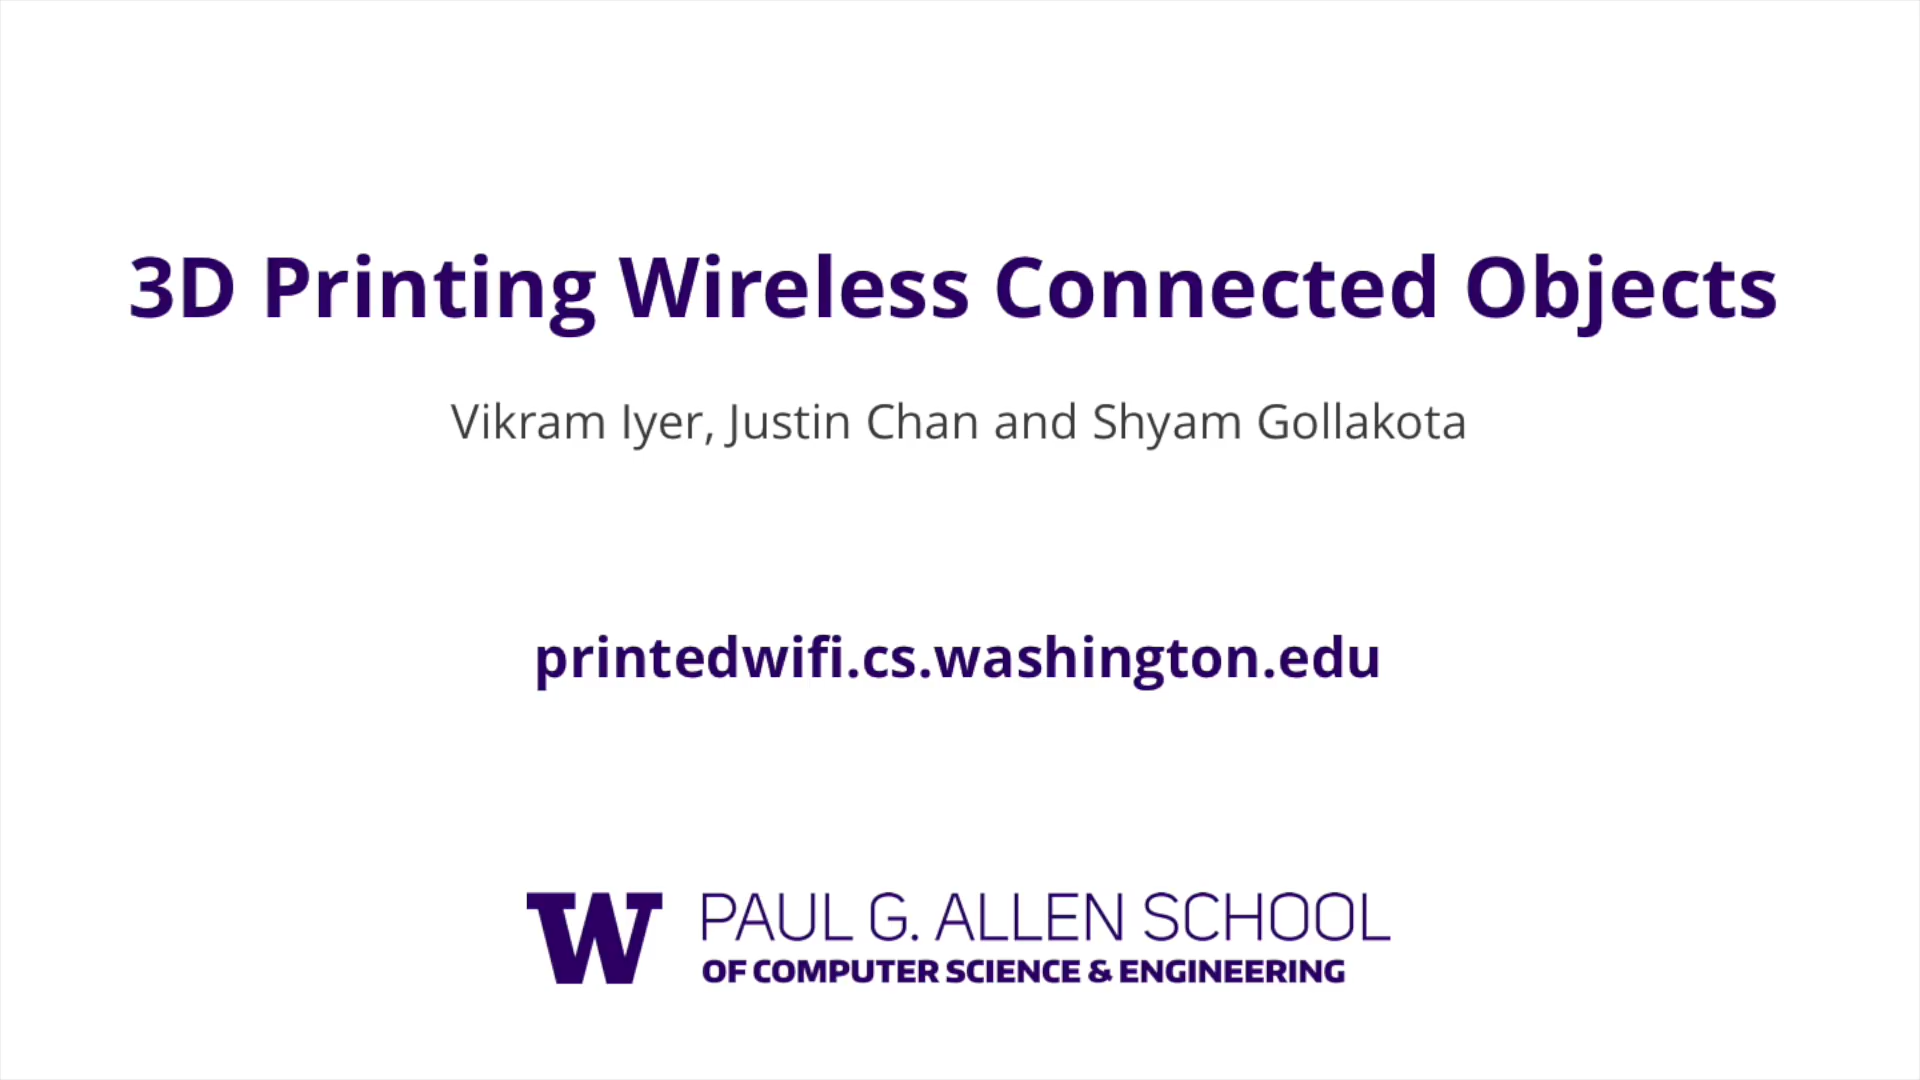 3D Printing Wireless Connected Objects
Vikram Iyer, Justin Chan and Shyam Gollakota
printedwifi.cs.washington.edu
W PAUL G. ALLEN SCHOOL
OF COMPUTER SCIENCE & ENGINEERING